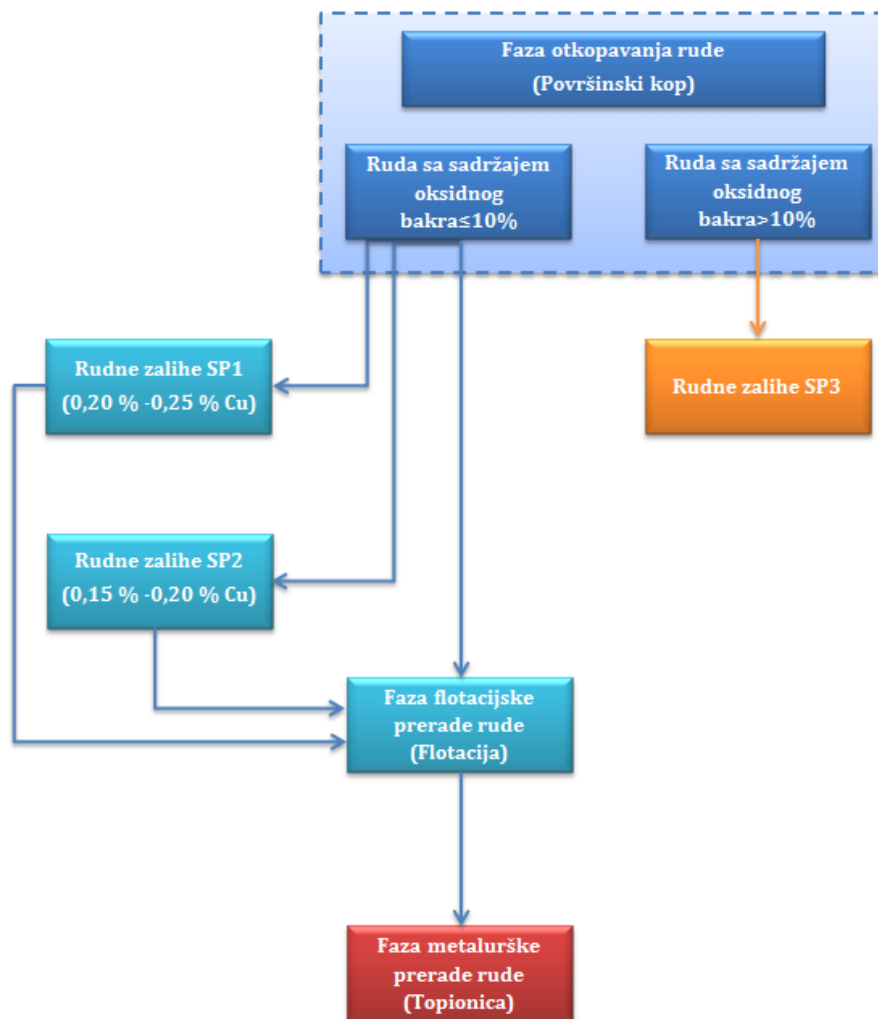 Faza otkopavanja rude
(Površinski kop)
Ruda sa sadržajem
oksidnog
bakra≤10%
Ruda sa sadržajem
oksidnog
bakra>10%
Rudne zalihe SP1
(0,20 % -0,25 % Cu)
Rudne zalihe SP3
Rudne zalihe SP2
(0,15 % -0,20 % Cu)
Faza flotacijske
prerade rude
(Flotacija)
Faza metalurške
prerade rude
(Topionica)